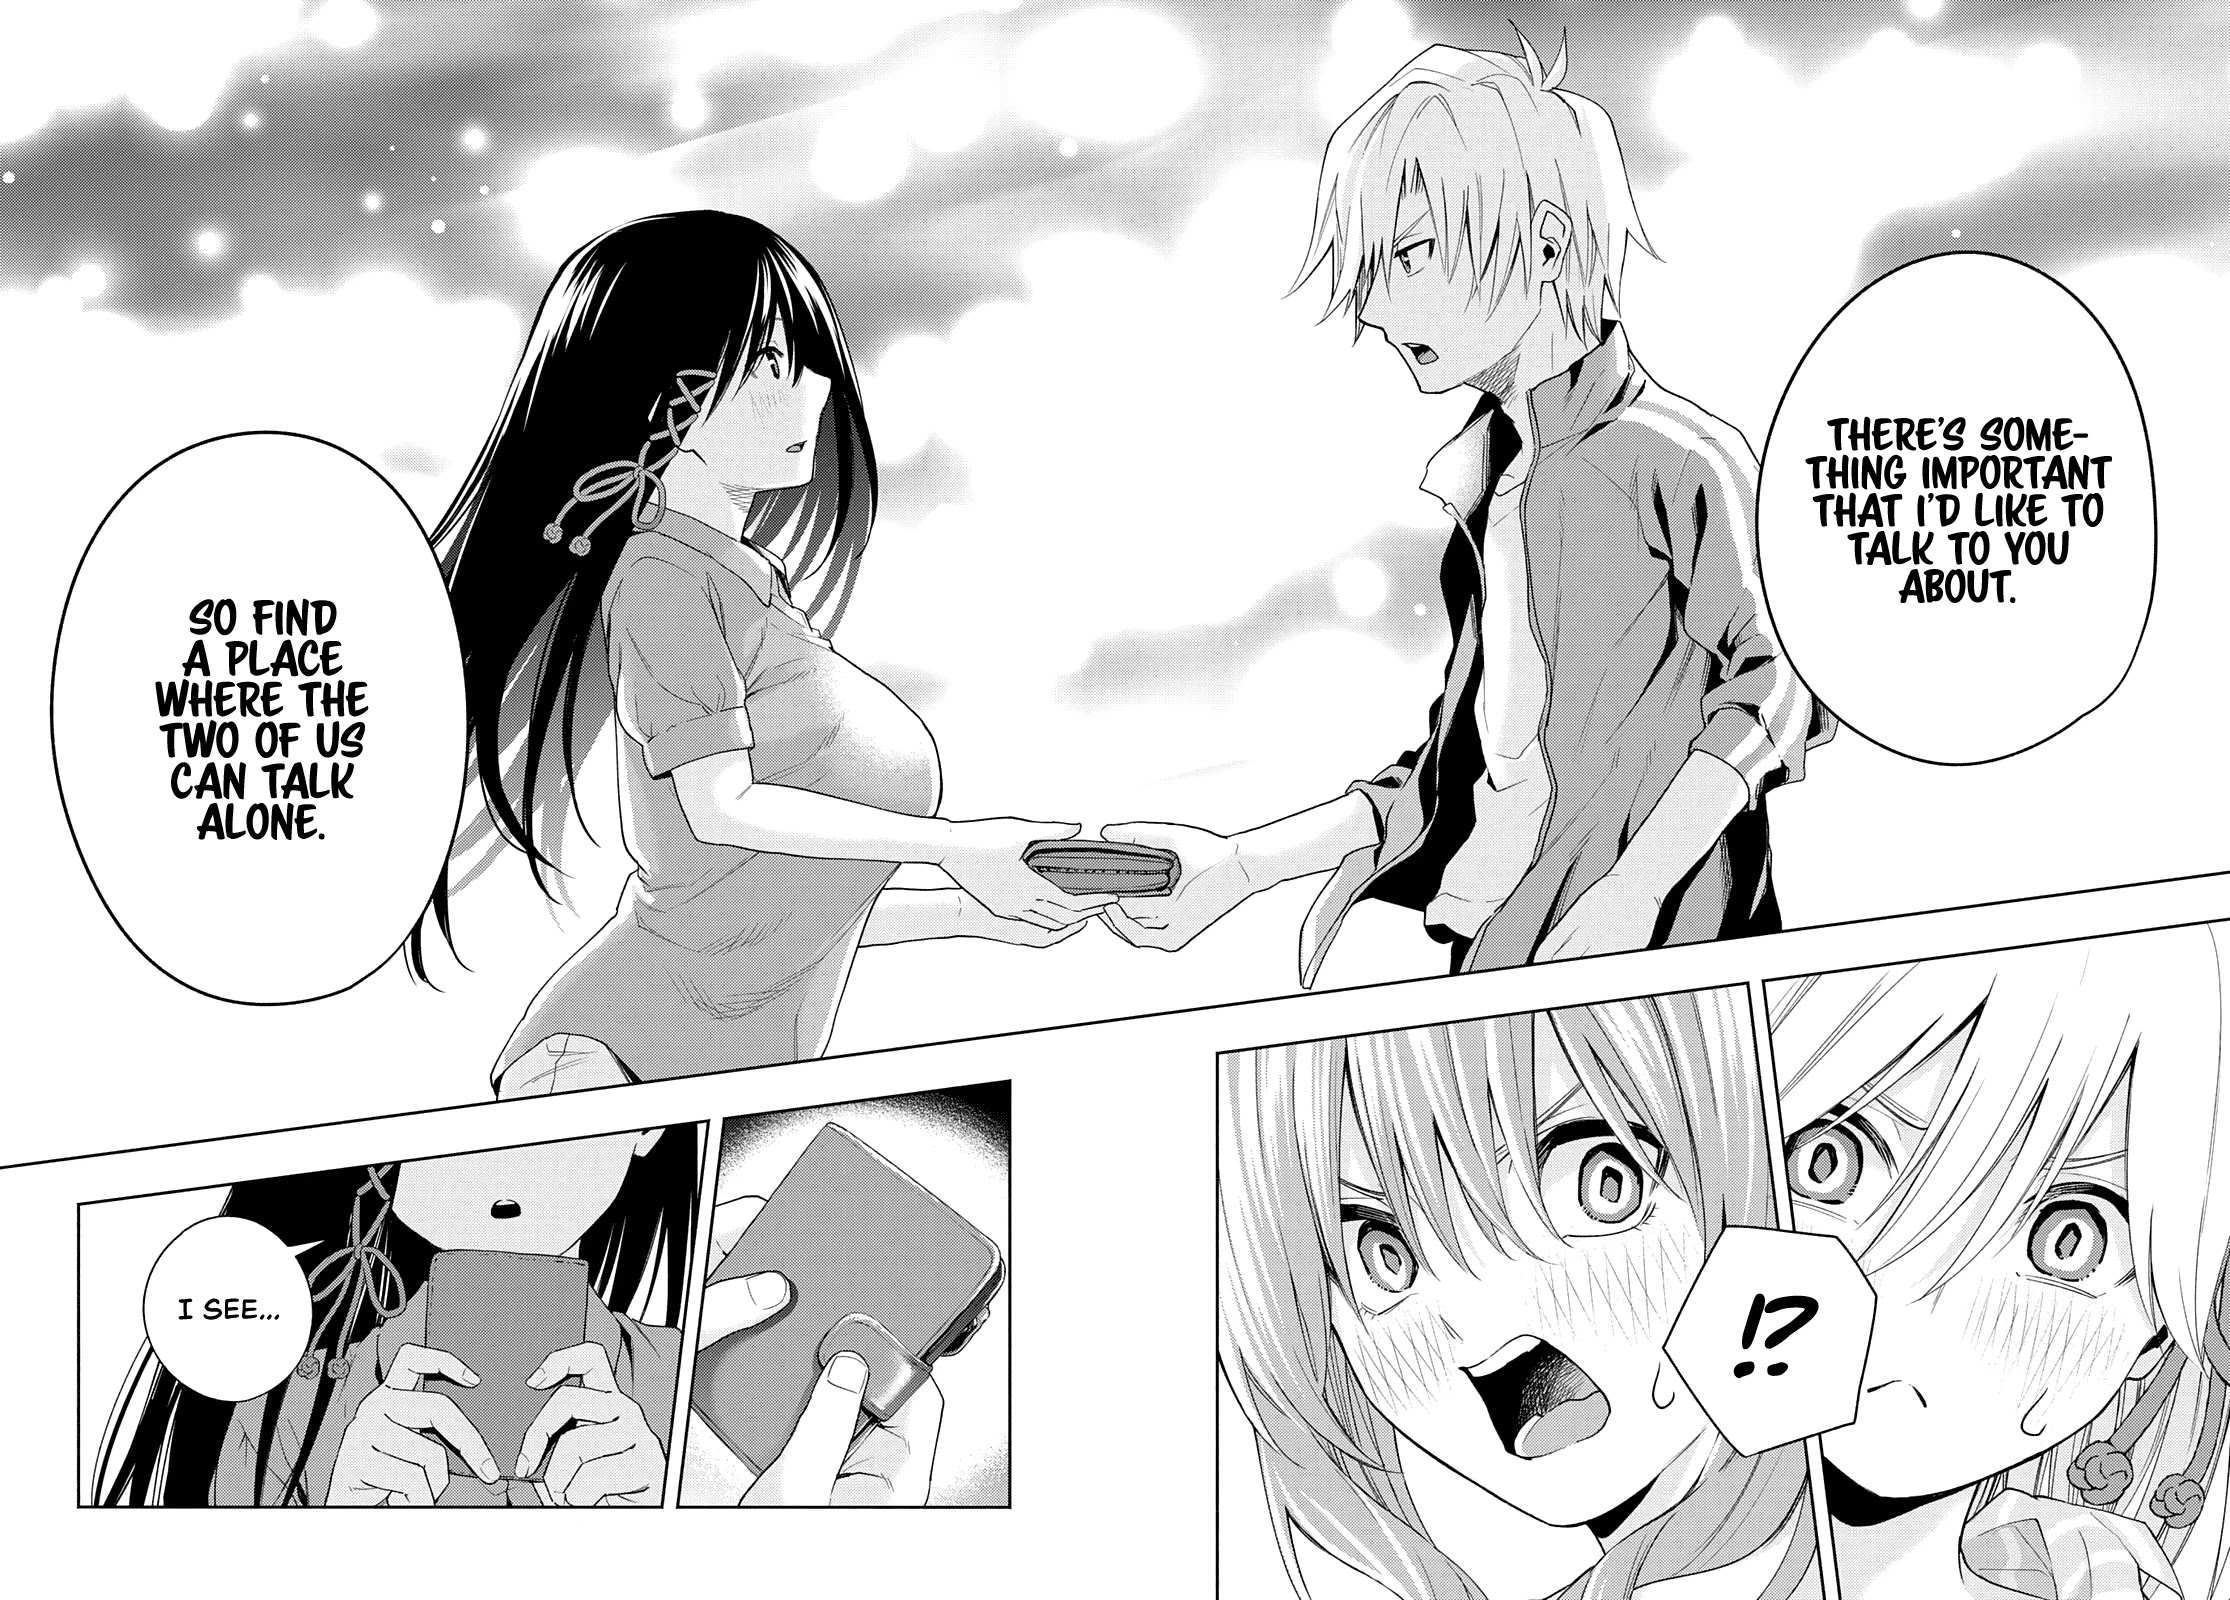 THERE'S SOME-
THING IMPORTANT
THAT I'D LIKE TO
TALK TO YOU
ABOUT.
SO FIND
A PLACE
WHERE THE
TWO OF US
CAN TALK
ALONE.
!?
I SEE...